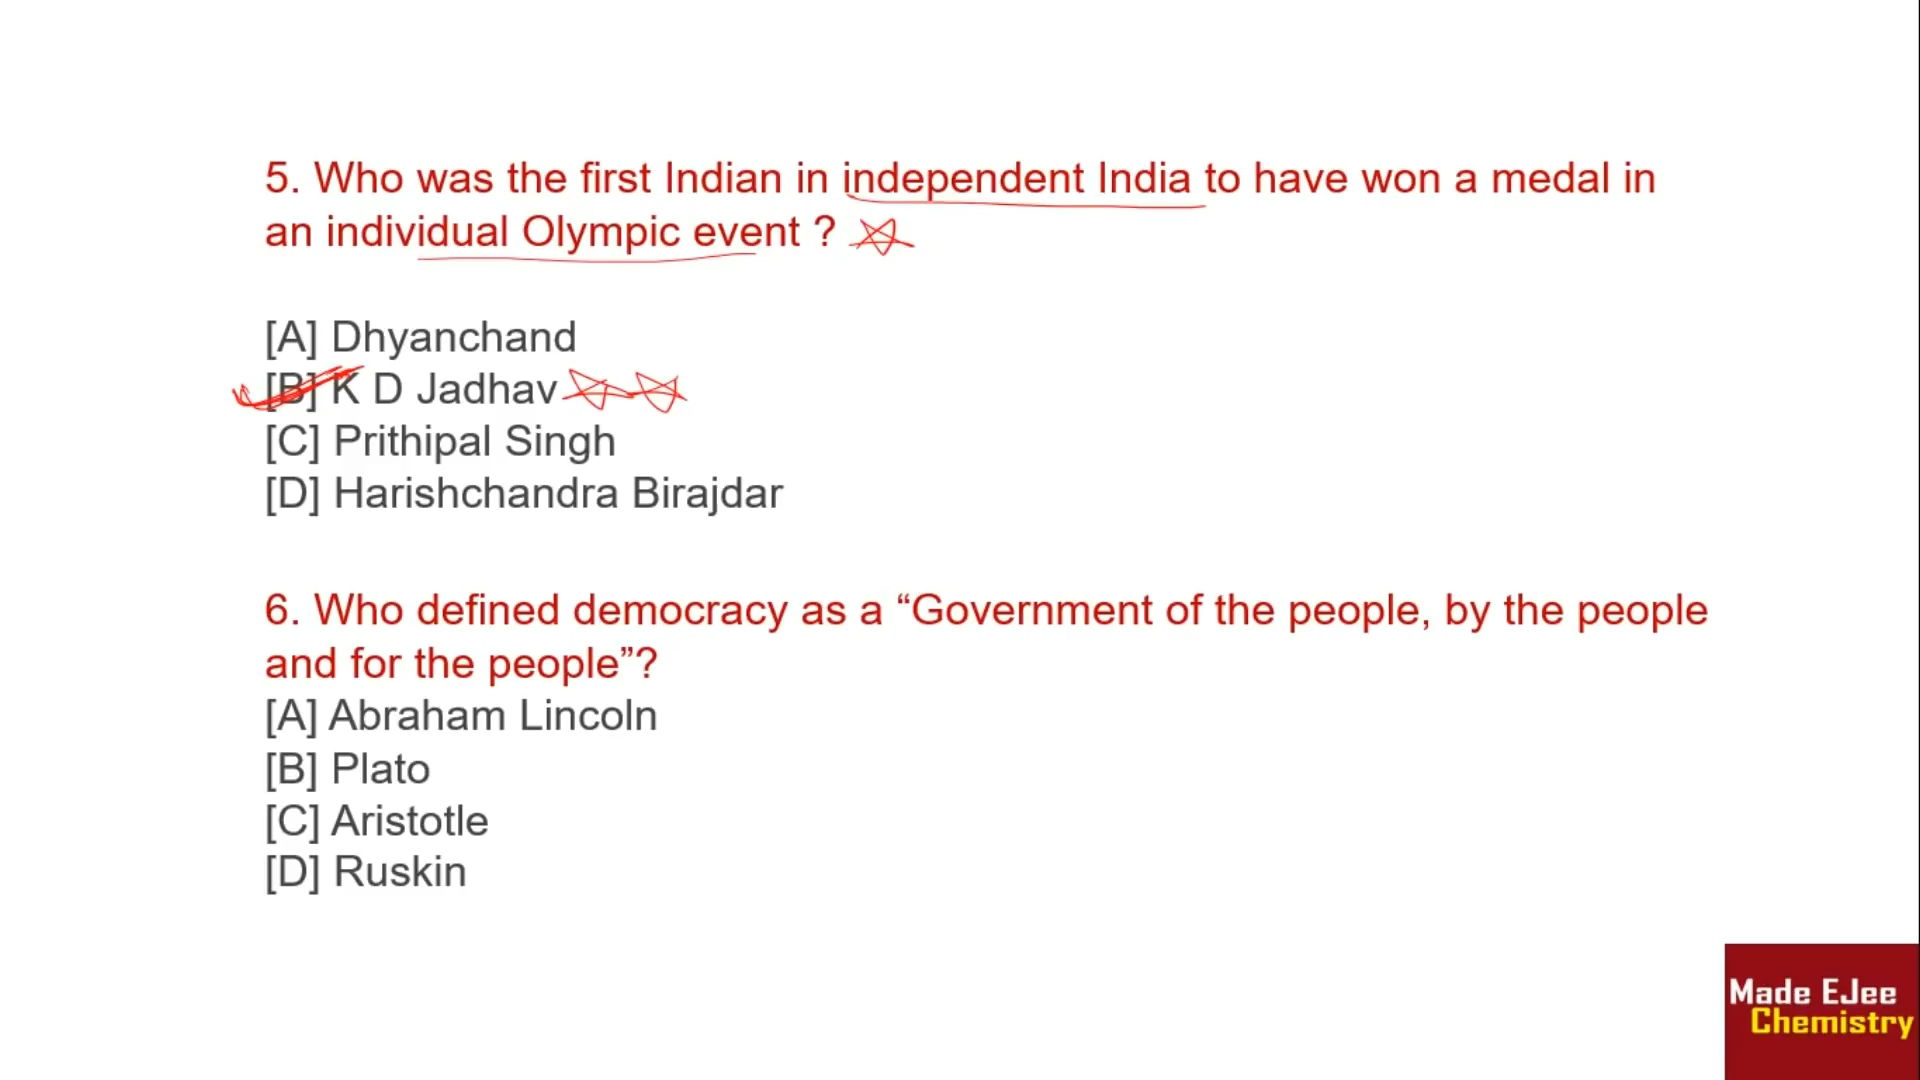 5. Who was the first Indian in independent India to have won a medal in
an individual Olympic event ?
[A] Dhyanchand
[B] K D Jadhav
[C] Prithipal Singh
[D] Harishchandra Birajdar
6. Who defined democracy as a “Government of the people, by the people
and for the people”?
[A] Abraham Lincoln
[B] Plato
[C] Aristotle
[D] Ruskin
Made EJee
Chemistry